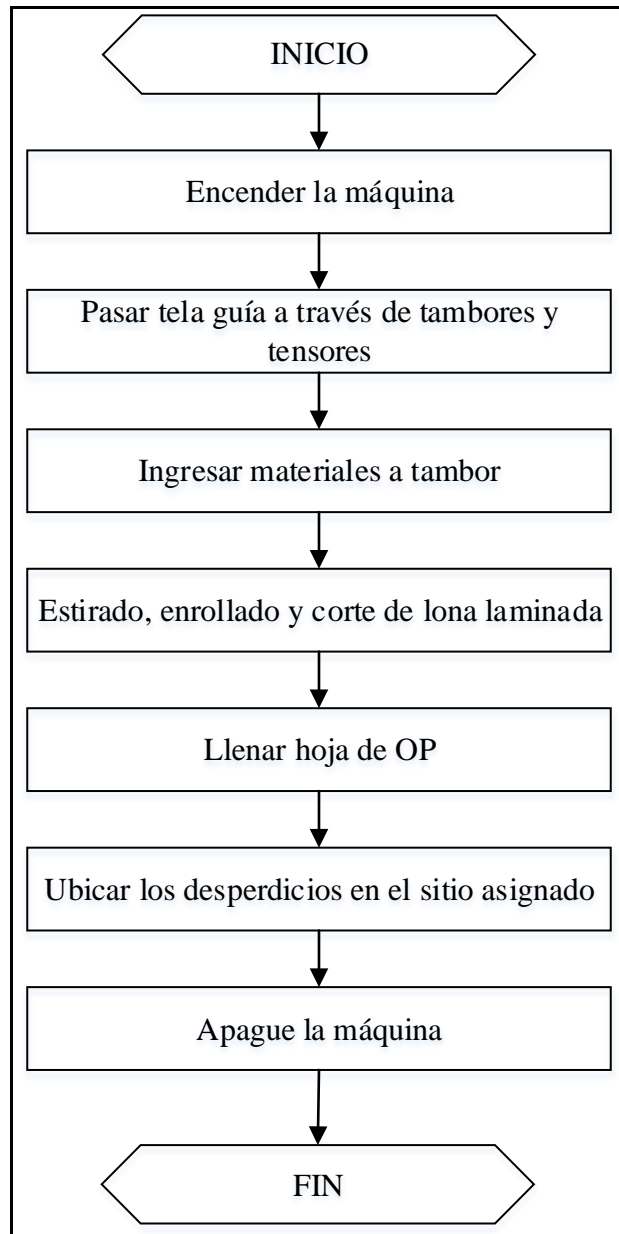 INICIO
Encender la máquina
Pasar tela guía a través de tambores y
tensores
Ingresar materiales a tambor
Estirado, enrollado y corte de lona laminada
Llenar hoja de OP
Ubicar los desperdicios en el sitio asignado
Apague la máquina
FIN